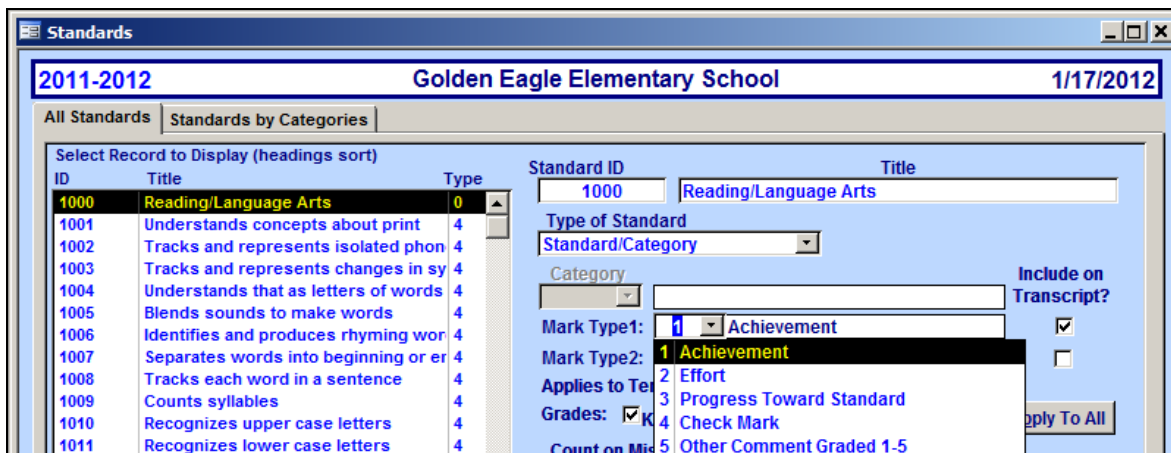 Standards
2011-2012 Golden Eagle Elementary School 1/17/2012
All Standards Standards by Categories
Select Record to Display (headings sort)
ID Title Type
1000 Reading/Language Arts 0
1001 Understands concepts about print 4
1002 Tracks and represents isolated phon 4
1003 Tracks and represents changes in sy 4
1004 Understands that as letters of words 4
1005 Blends sounds to make words 4
1006 Identifies and produces rhyming wor 4
1007 Separates words into beginning or er 4
1008 Tracks each word in a sentence 4
1009 Counts syllables 4
1010 Recognizes upper case letters 4
1011 Recognizes lower case letters 4
Standard ID Title
1000 Reading/Language Arts
Type of Standard
Standard/Category
Category
Include on
Transcript?
Mark Type1: 1 Achievement
Mark Type2:
1 Achievement
2 Effort
3 Progress Toward Standard
4 Check Mark
5 Other Comment Graded 1-5
Applies to Ter
Grades: K
pply To All
Count on Mis